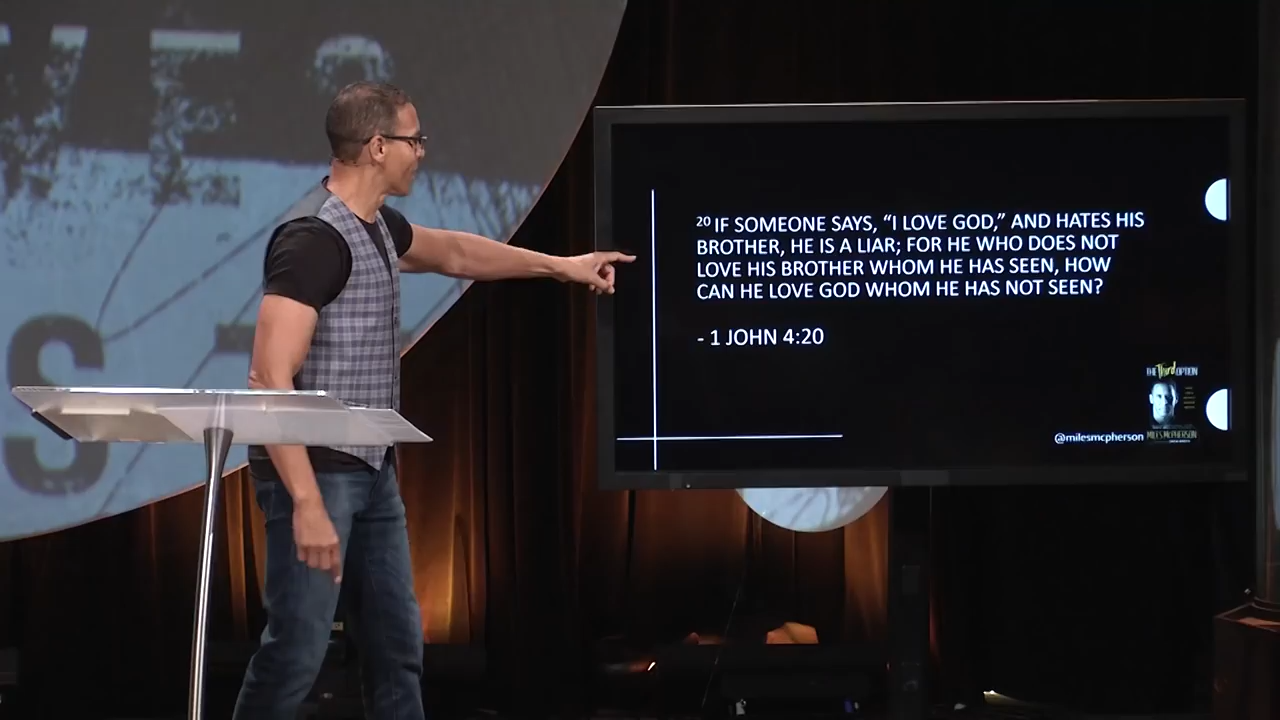 20 IF SOMEONE SAYS, “I LOVE GOD,” AND HATES HIS
BROTHER, HE IS A LIAR; FOR HE WHO DOES NOT
LOVE HIS BROTHER WHOM HE HAS SEEN, HOW
CAN HE LOVE GOD WHOM HE HAS NOT SEEN?
- 1 JOHN 4:20
THE Third OPTION
@milesmcpherson
MILES MCPHERSON